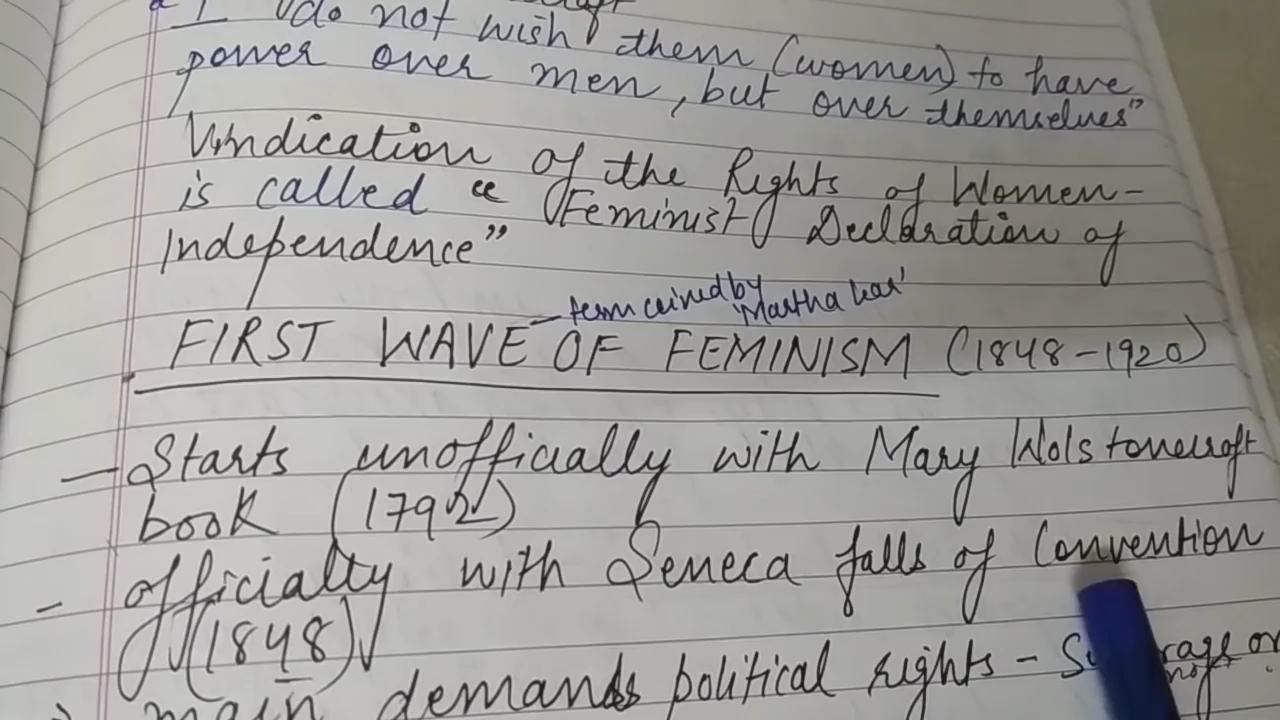 I do not wish them (women) to have
power over men, but over themselves"
Vindication of the Rights of Women-
is called " Feminist Declaration of
Independence"
— term coined by Martha
FIRST WAVE OF FEMINISM (1848-1920)
- Starts unofficially with Mary Wolstonecroft
book (1792)
- officialty with Seneca falls of Convention
(1848)
main demands political rights -